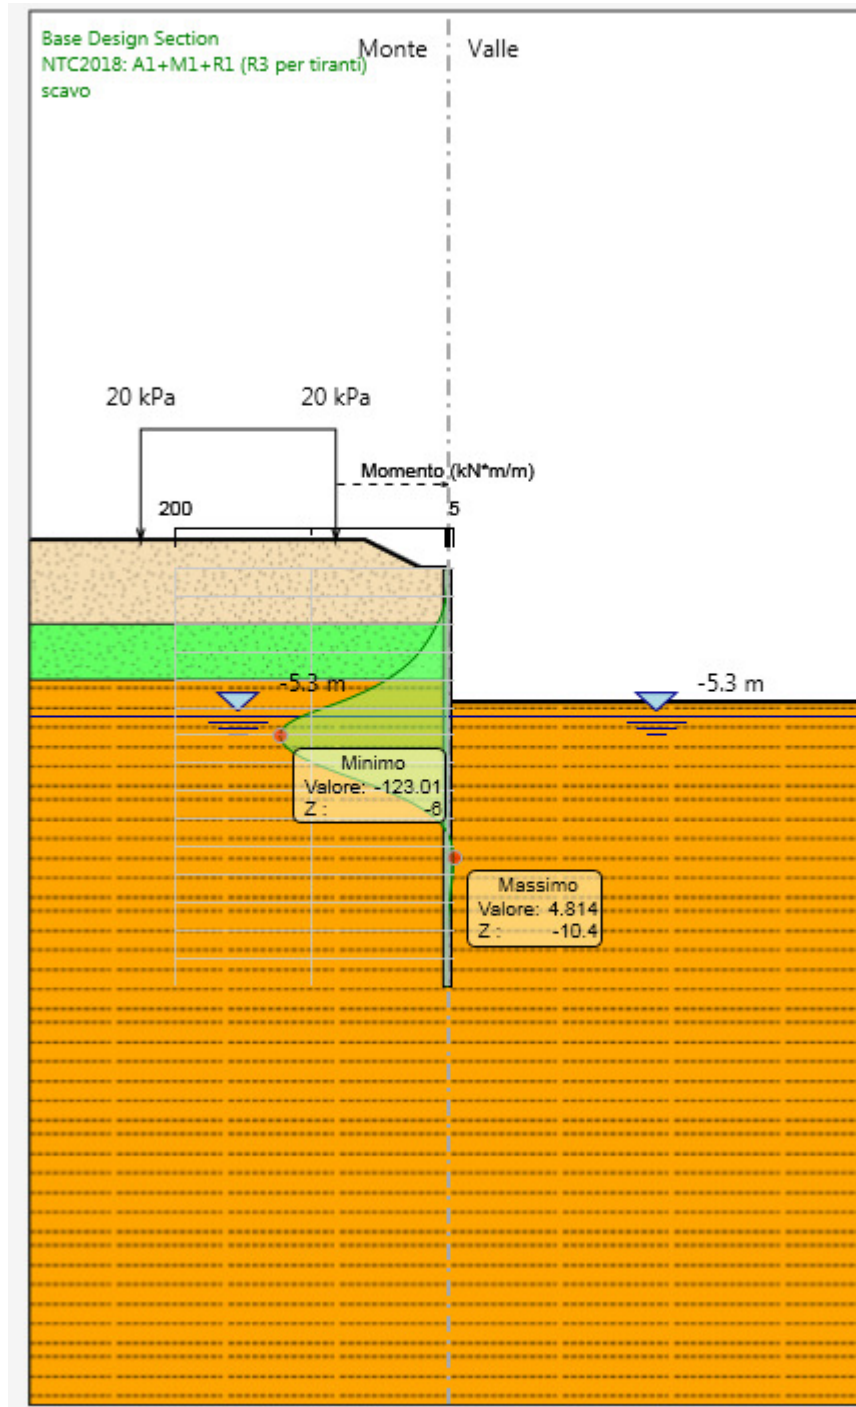 Base Design Section
NTC2018: A1+M1+R1 (R3 per tiranti)
scavo
Monte
Valle
20 kPa
20 kPa
Momento (kN*m/m)
200
5
-5.3 m
-5.3 m
Minimo
Valore: -123.01
Z : -6
Massimo
Valore: 4.814
Z : -10.4